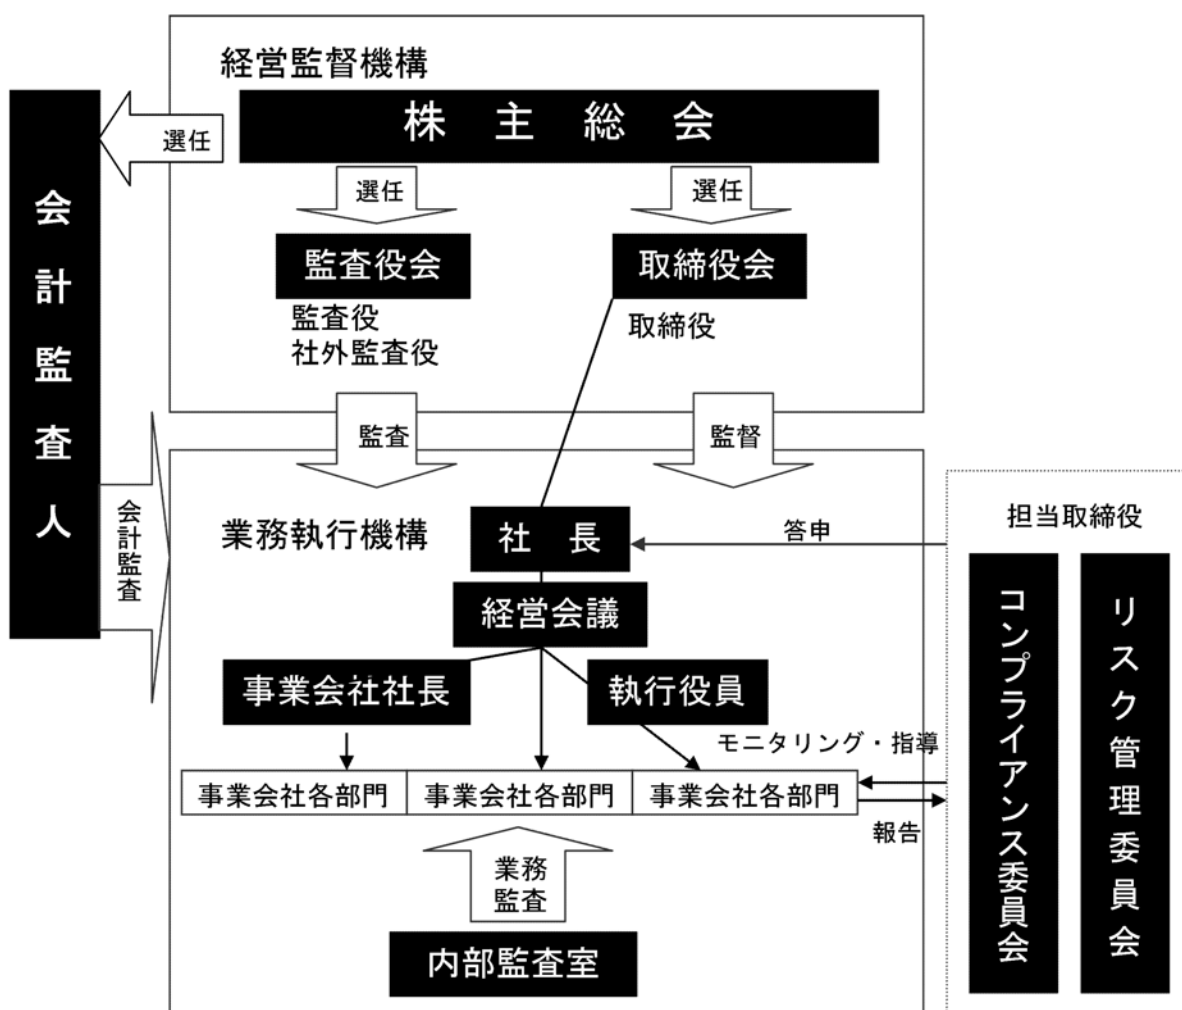 経営監督機構
株主総会
選任
選任
選任
会計監査人
監査役会
取締役会
監査役
社外監査役
取締役
監査
監督
会計監査
業務執行機構
社長
答申
担当取締役
コンプライアンス委員会
リスク管理委員会
経営会議
事業会社社長
執行役員
モニタリング・指導
事業会社各部門
事業会社各部門
事業会社各部門
報告
業務
監査
内部監査室